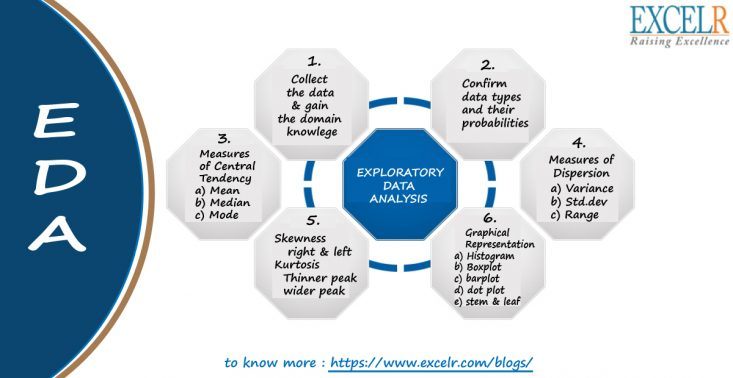 EXCELR
Raising Excellence
E
D
A
1.
Collect
the data
& gain
the domain
knowlege
2.
Confirm
data types
and their
probabilities
3.
Measures
of Central
Tendency
a) Mean
b) Median
c) Mode
EXPLORATORY
DATA
ANALYSIS
4.
Measures of
Dispersion
a) Variance
b) Std.dev
c) Range
5.
Skewness
right & left
Kurtosis
Thinner peak
wider peak
6.
Graphical
Representation
a) Histogram
b) Boxplot
c) barplot
d) dot plot
e) stem & leaf
to know more : https://www.excelr.com/blogs/